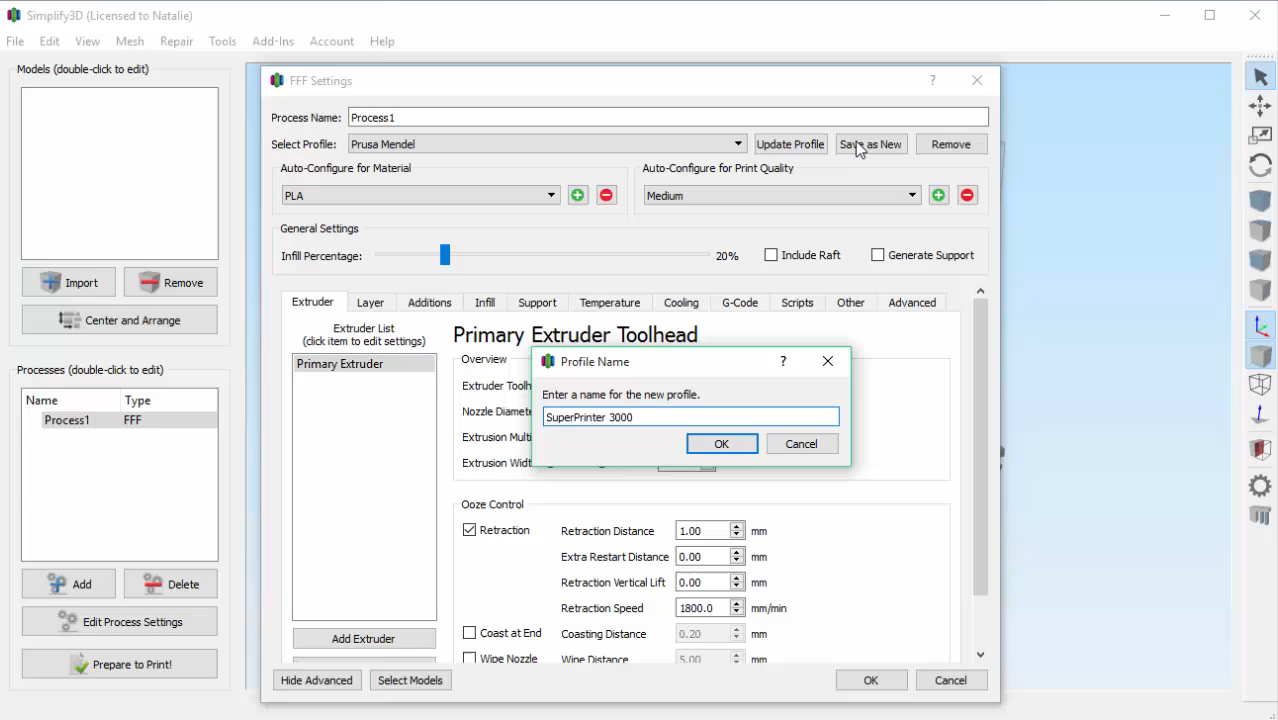 Simplify3D (Licensed to Natalie)
File Edit View Mesh Repair Tools Add-Ins Account Help
Models (double-click to edit)
Import
Remove
Center and Arrange
Processes (double-click to edit)
Name Type
Process1 FFF
Add
Delete
Edit Process Settings
Prepare to Print!
FFF Settings
Process Name: Process1
Select Profile: Prusa Mendel Update Profile Save as New Remove
Auto-Configure for Material
PLA
Auto-Configure for Print Quality
Medium
General Settings
Infill Percentage: 20% Include Raft Generate Support
Extruder Layer Additions Infill Support Temperature Cooling G-Code Scripts Other Advanced
Extruder List
(click item to edit settings)
Primary Extruder
Add Extruder
Primary Extruder Toolhead
Overview
Extruder Toolh
Nozzle Diamete
Extrusion Multi
Extrusion Widt
Profile Name
Enter a name for the new profile.
SuperPrinter 3000
OK Cancel
Ooze Control
Retraction Retraction Distance 1.00 mm
Extra Restart Distance 0.00 mm
Retraction Vertical Lift 0.00 mm
Retraction Speed 1800.0 mm/min
Coast at End Coasting Distance 0.20 mm
Wipe Nozzle Wipe Distance 5.00 mm
Hide Advanced Select Models OK Cancel